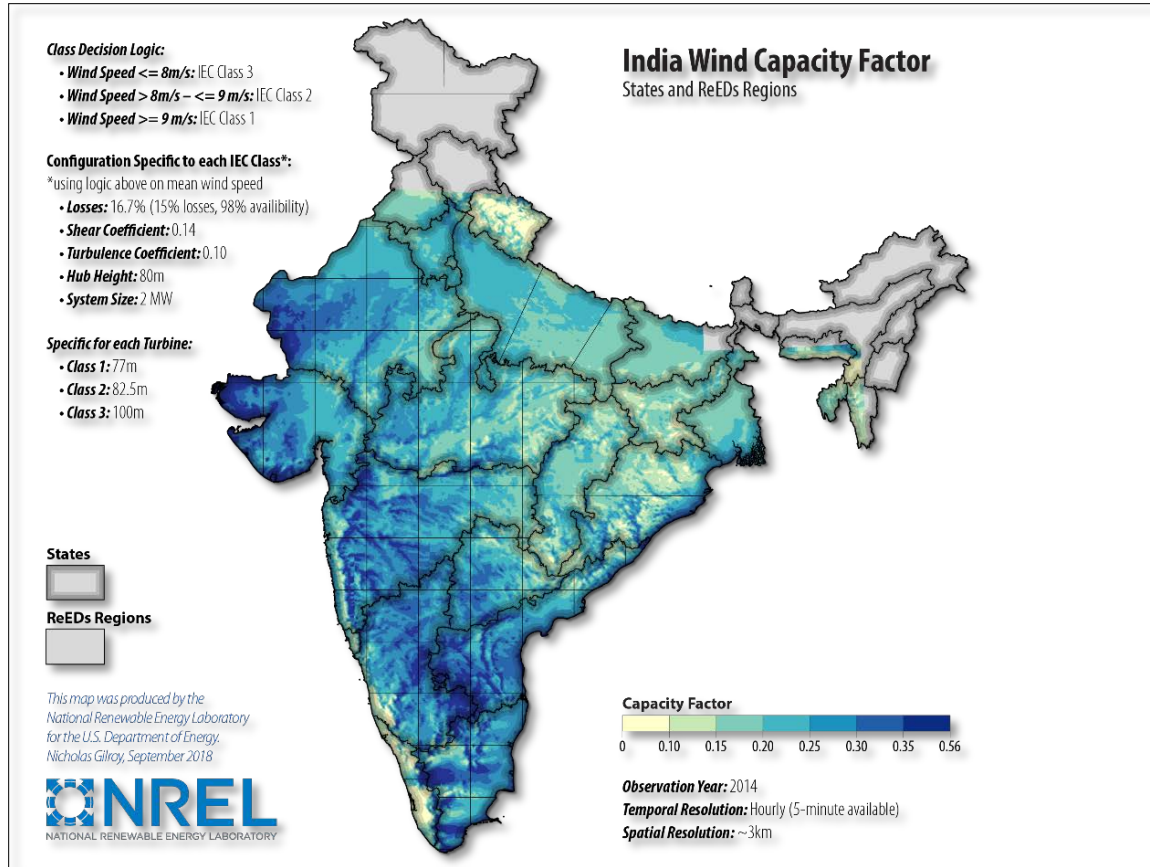 Class Decision Logic:
• Wind Speed <= 8m/s: IEC Class 3
• Wind Speed > 8m/s – <= 9 m/s: IEC Class 2
• Wind Speed >= 9 m/s: IEC Class 1
Configuration Specific to each IEC Class*:
*using logic above on mean wind speed
• Losses: 16.7% (15% losses, 98% availibility)
• Shear Coefficient: 0.14
• Turbulence Coefficient: 0.10
• Hub Height: 80m
• System Size: 2 MW
Specific for each Turbine:
• Class 1: 77m
• Class 2: 82.5m
• Class 3: 100m
India Wind Capacity Factor
States and ReEDs Regions
States
ReEDs Regions
This map was produced by the
National Renewable Energy Laboratory
for the U.S. Department of Energy.
Nicholas Gilroy, September 2018
NREL
NATIONAL RENEWABLE ENERGY LABORATORY
Capacity Factor
0 0.10 0.15 0.20 0.25 0.30 0.35 0.56
Observation Year: 2014
Temporal Resolution: Hourly (5-minute available)
Spatial Resolution: ~3km